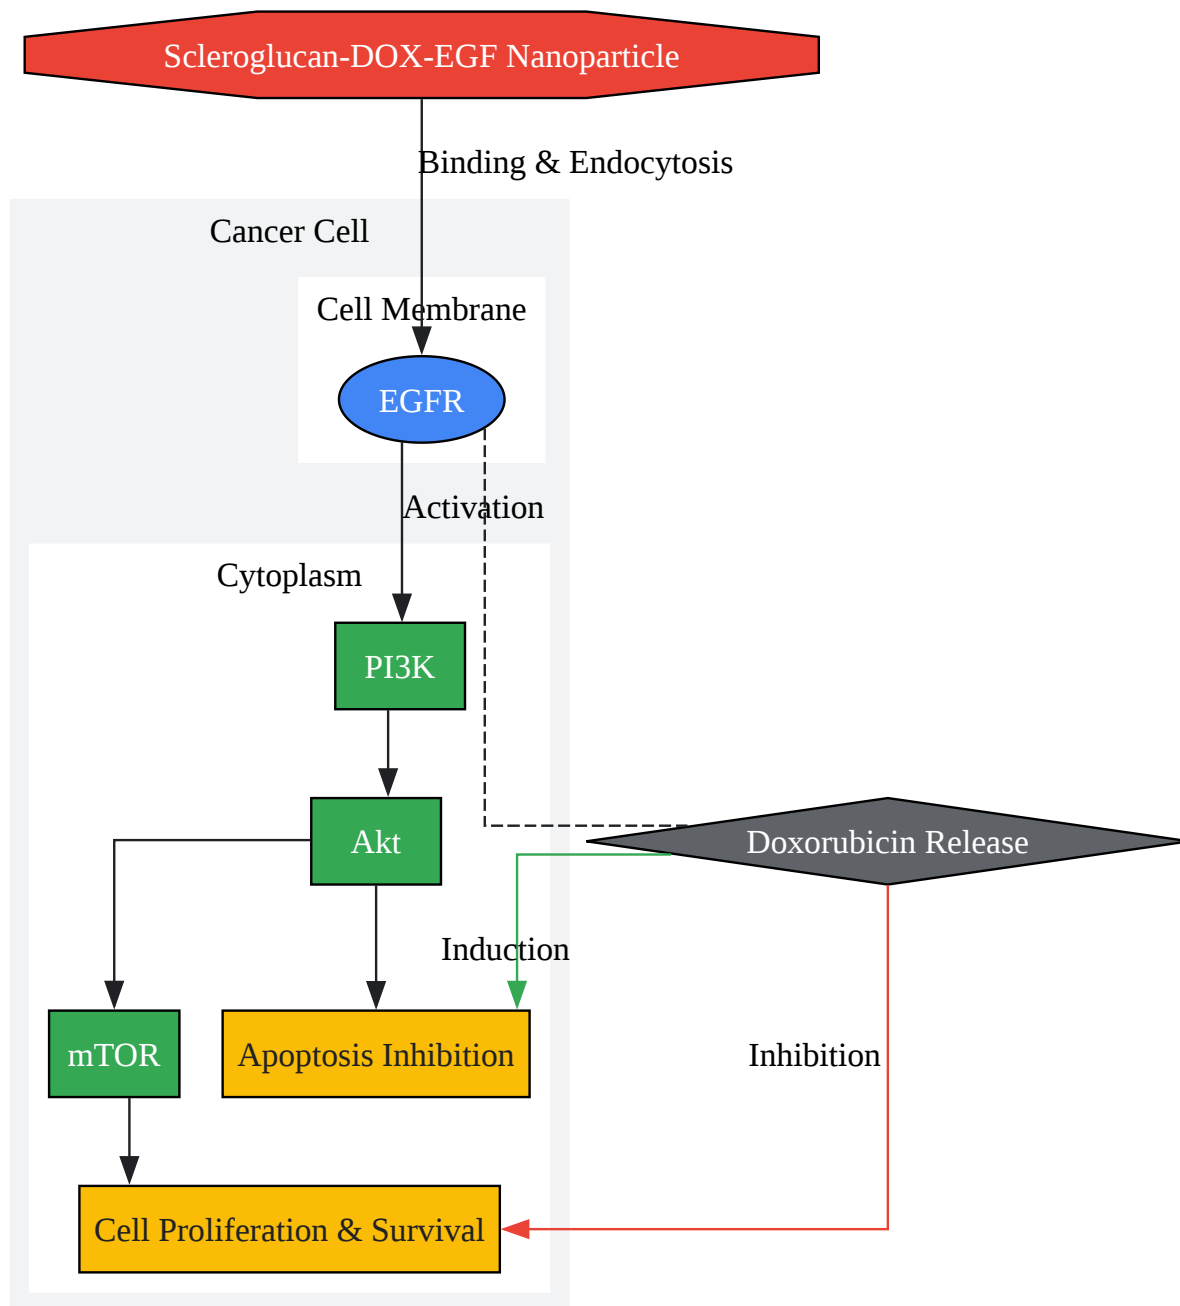 Scleroglucan-DOX-EGF Nanoparticle
Binding & Endocytosis
Cancer Cell
Cell Membrane
EGFR
Activation
Cytoplasm
PI3K
Akt
Doxorubicin Release
Induction
mTOR
Apoptosis Inhibition
Inhibition
Cell Proliferation & Survival